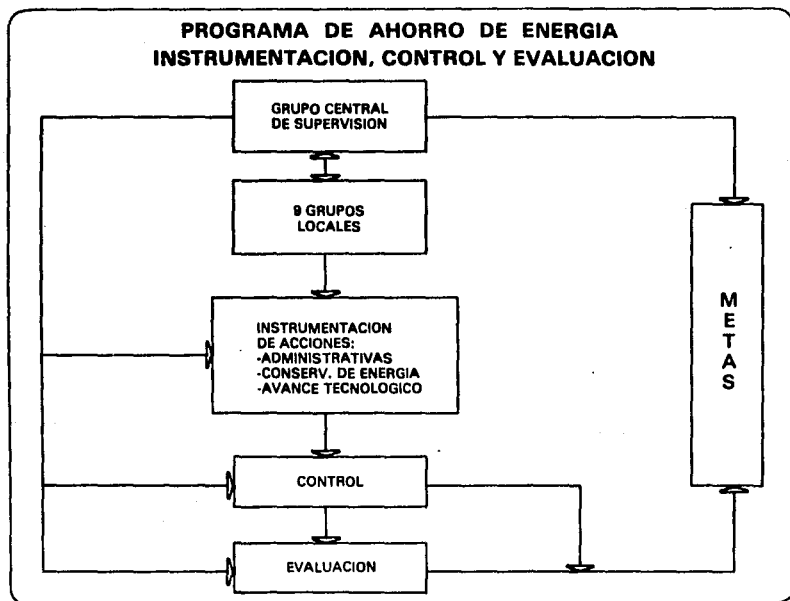 PROGRAMA DE AHORRO DE ENERGIA
INSTRUMENTACION, CONTROL Y EVALUACION
GRUPO CENTRAL
DE SUPERVISION
9 GRUPOS
LOCALES
INSTRUMENTACION
DE ACCIONES:
-ADMINISTRATIVAS
-CONSERV. DE ENERGIA
-AVANCE TECNOLOGICO
CONTROL
EVALUACION
METAS